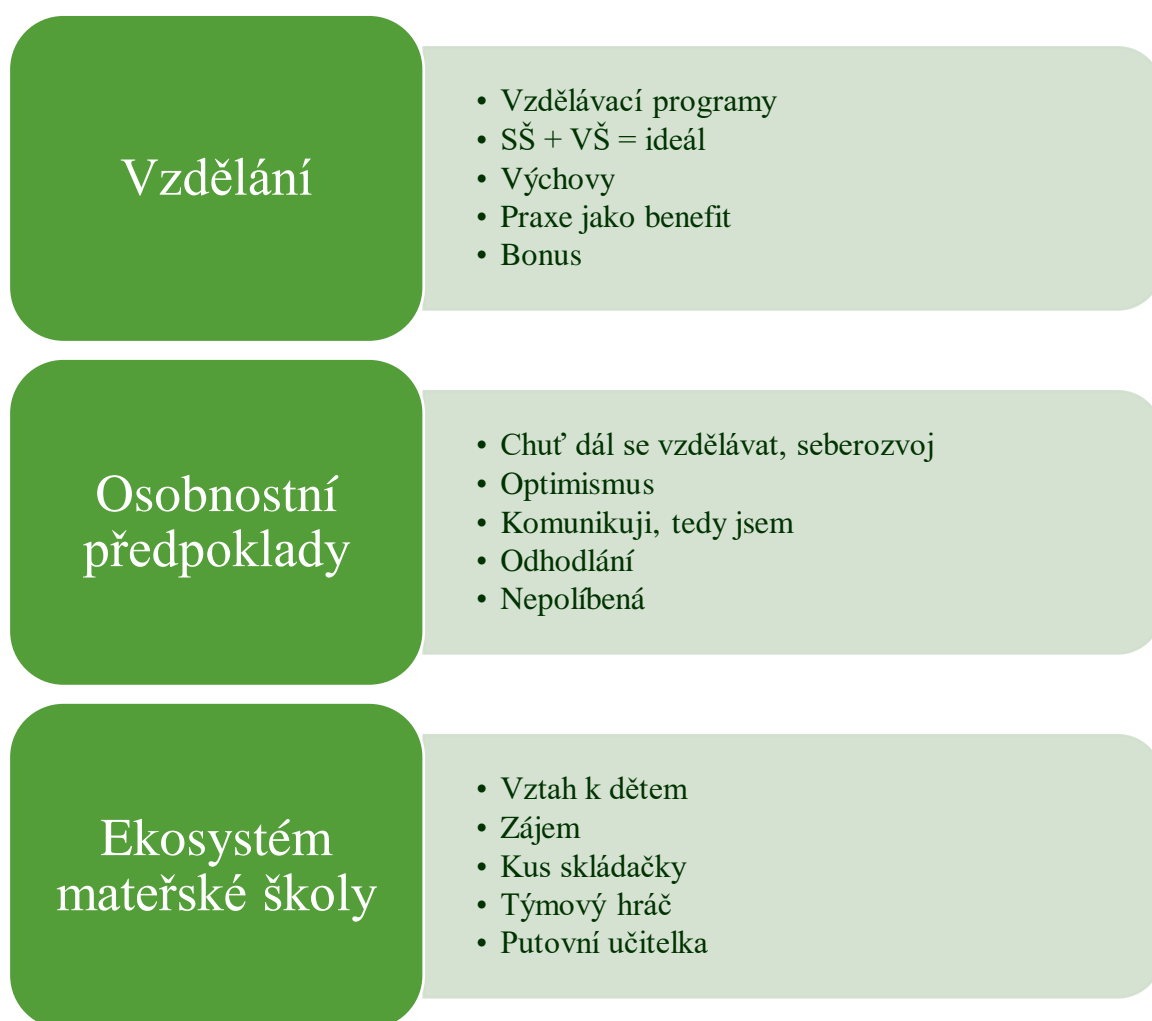 Vzdělání
• Vzdělávací programy
• SŠ + VŠ = ideál
• Výchovy
• Praxe jako benefit
• Bonus
Osobnostní
předpoklady
• Chuť dál se vzdělávat, seberozvoj
• Optimismus
• Komunikuji, tedy jsem
• Odhodlání
• Nepolíbená
Ekosystém
mateřské školy
• Vztah k dětem
• Zájem
• Kus skládačky
• Týmový hráč
• Putovní učitelka